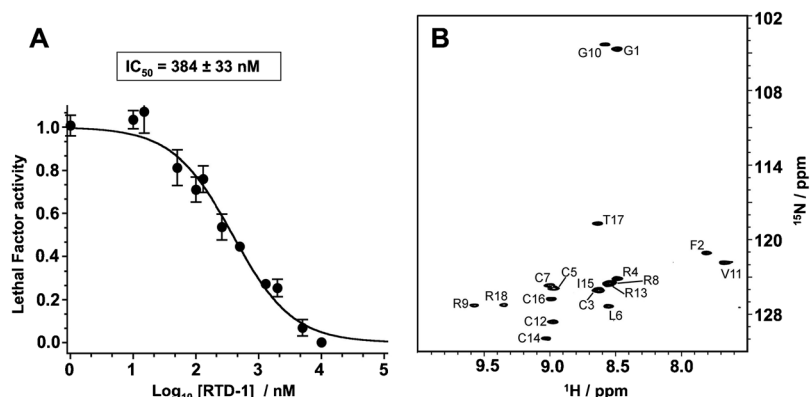 A
IC50 = 384 ± 33 nM
Lethal Factor activity
1.0
0.8
0.6
0.4
0.2
0.0
0 1 2 3 4 5
Log10 [RTD-1] / nM
B
102
108
114
120
128
15N / ppm
G10 G1
T17
F2
V11
C7 C5 I15 R4
R8
R13
C3
R9 R18 C16
L6
C12
C14
9.5 9.0 8.5 8.0
1H / ppm